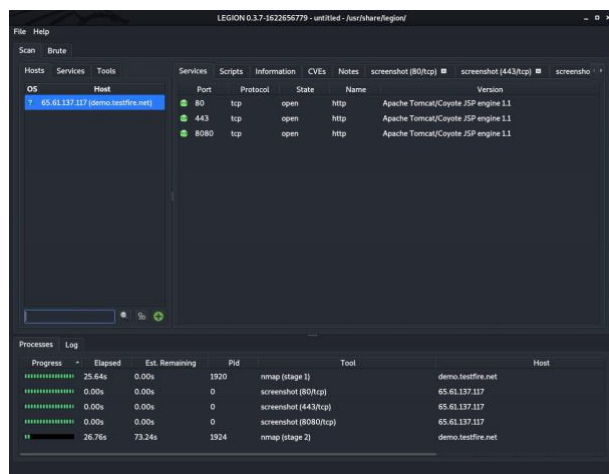 LEGION 0.3.7-1622656779 - untitled - /usr/share/legion/
File Help
Scan Brute
Hosts Services Tools
OS Host
? 65.61.137.117 (demo.testfire.net)
Services Scripts Information CVEs Notes screenshot (80/tcp) screenshot (443/tcp) screensho
Port Protocol State Name Version
80 tcp open http Apache Tomcat/Coyote JSP engine 1.1
443 tcp open http Apache Tomcat/Coyote JSP engine 1.1
8080 tcp open http Apache Tomcat/Coyote JSP engine 1.1
Processes Log
Progress Elapsed Est. Remaining Pid Tool Host
25.64s 0.00s 1920 nmap (stage 1) demo.testfire.net
0.00s 0.00s 0 screenshot (80/tcp) 65.61.137.117
0.00s 0.00s 0 screenshot (443/tcp) 65.61.137.117
0.00s 0.00s 0 screenshot (8080/tcp) 65.61.137.117
26.76s 73.24s 1924 nmap (stage 2) demo.testfire.net